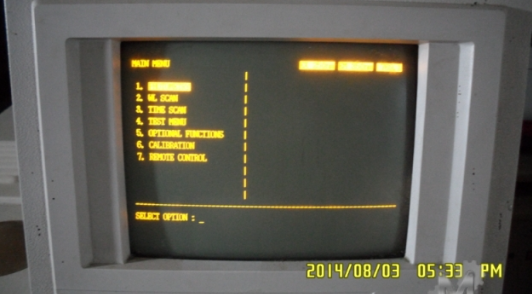 MAIN MENU
1.
2. WL SCAN
3. TIME SCAN
4. TEST MENU
5. OPTIONAL FUNCTIONS
6. CALIBRATION
7. REMOTE CONTROL
SELECT OPTION : _
2014/08/03 05:33 PM